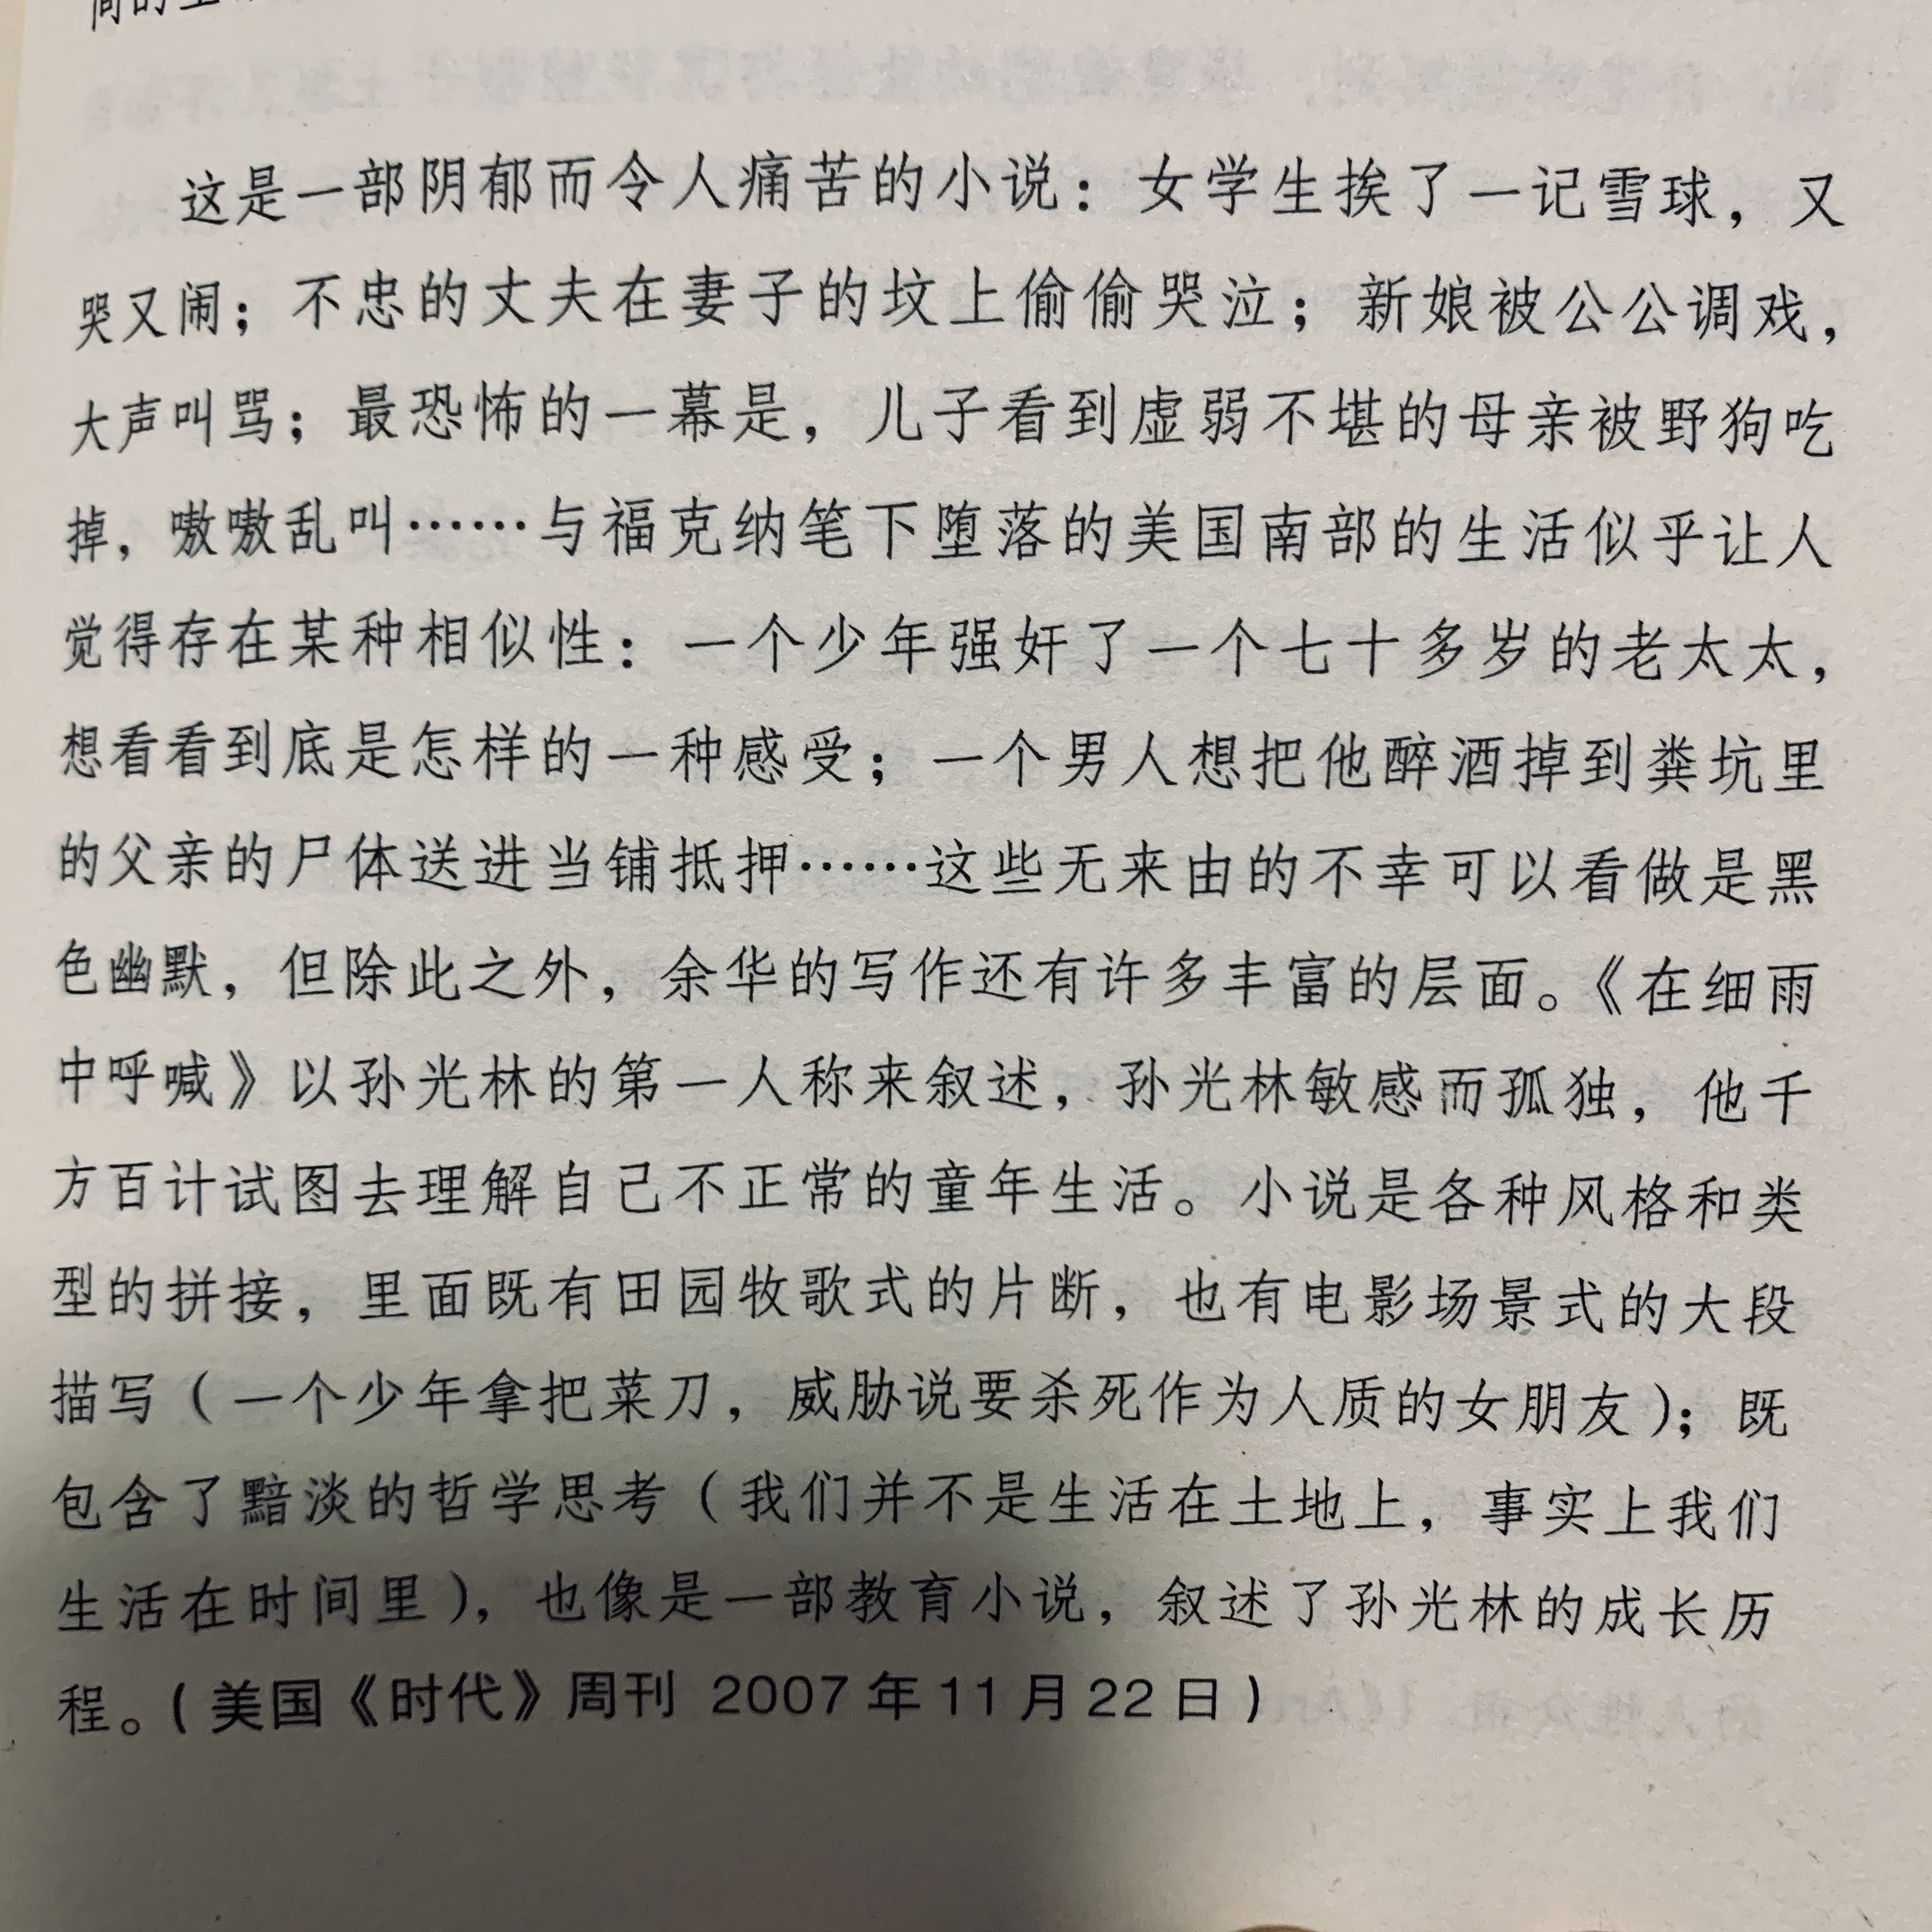 这是一部阴郁而令人痛苦的小说：女学生挨了一记雪球，又
哭又闹；不忠的丈夫在妻子的坟上偷偷哭泣；新娘被公公调戏，
大声叫骂；最恐怖的一幕是，儿子看到虚弱不堪的母亲被野狗吃
掉，嗷嗷乱叫……与福克纳笔下堕落的美国南部的生活似乎让人
觉得存在某种相似性：一个少年强奸了一个七十多岁的老太太，
想看看到底是怎样的一种感受；一个男人想把他醉酒掉到粪坑里
的父亲的尸体送进当铺抵押……这些无来由的不幸可以看做是黑
色幽默，但除此之外，余华的写作还有许多丰富的层面。《在细雨
中呼喊》以孙光林的第一人称来叙述，孙光林敏感而孤独，他千
方百计试图去理解自己不正常的童年生活。小说是各种风格和类
型的拼接，里面既有田园牧歌式的片断，也有电影场景式的大段
描写（一个少年拿把菜刀，威胁说要杀死作为人质的女朋友）；既
包含了黯淡的哲学思考（我们并不是生活在土地上，事实上我们
生活在时间里），也像是一部教育小说，叙述了孙光林的成长历
程。（美国《时代》周刊 2007年11月22日）